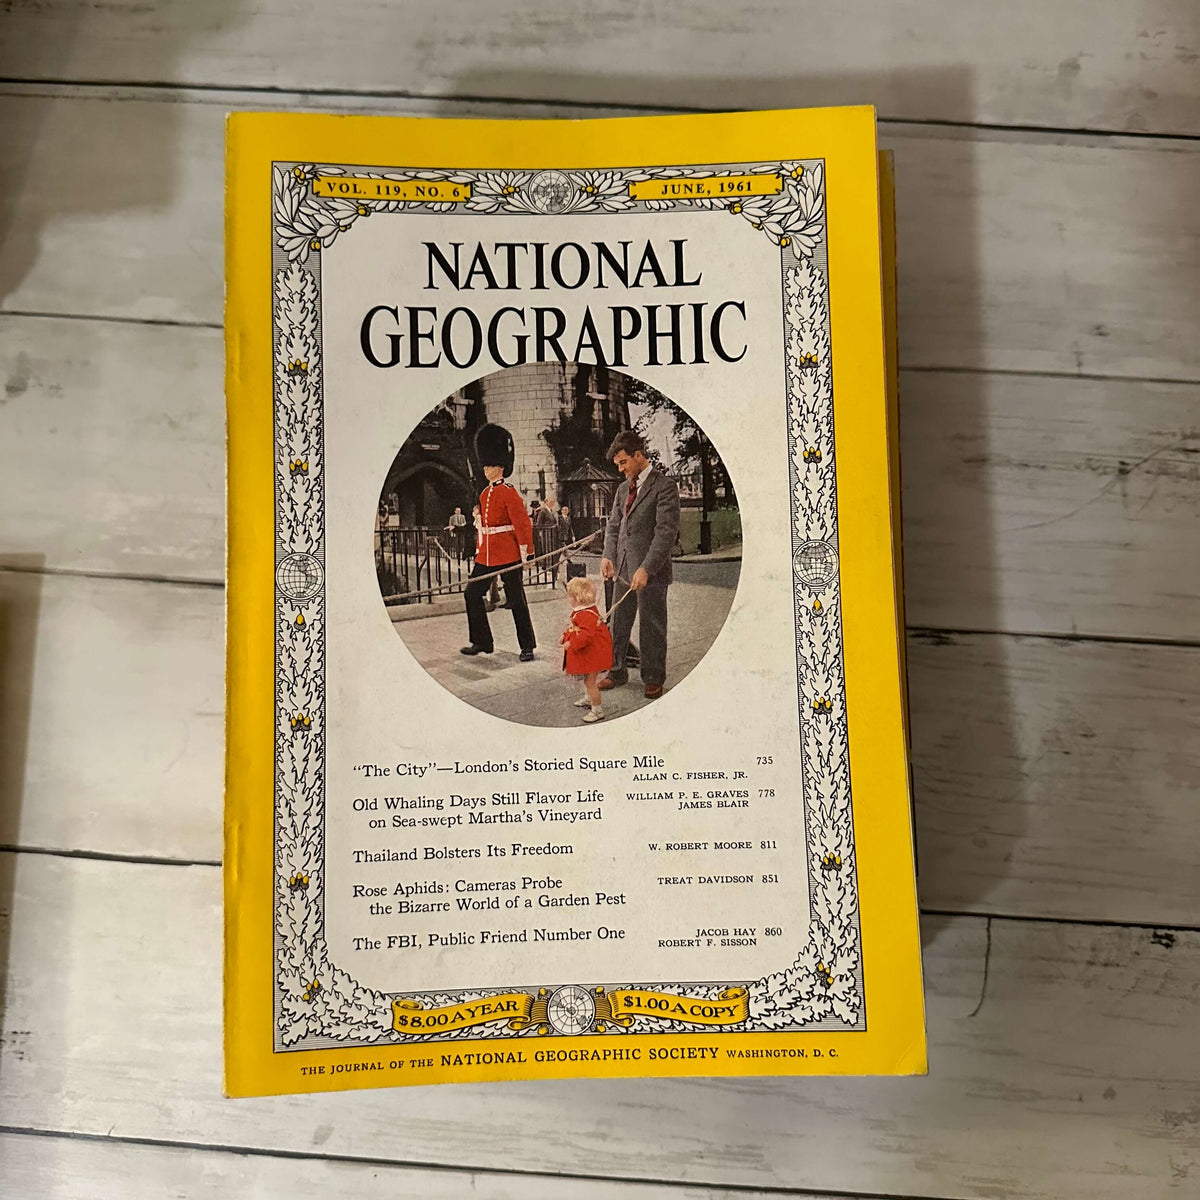 VOL. 119, NO. 6 JUNE, 1961
NATIONAL
GEOGRAPHIC
“The City”—London’s Storied Square Mile 735
ALLAN C. FISHER, JR.
Old Whaling Days Still Flavor Life WILLIAM P. E. GRAVES 778
on Sea-swept Martha’s Vineyard JAMES BLAIR
Thailand Bolsters Its Freedom W. ROBERT MOORE 811
Rose Aphids: Cameras Probe TREAT DAVIDSON 851
the Bizarre World of a Garden Pest
The FBI, Public Friend Number One JACOB HAY 860
ROBERT F. SISSON
$8.00 A YEAR $1.00 A COPY
THE JOURNAL OF THE NATIONAL GEOGRAPHIC SOCIETY WASHINGTON, D. C.